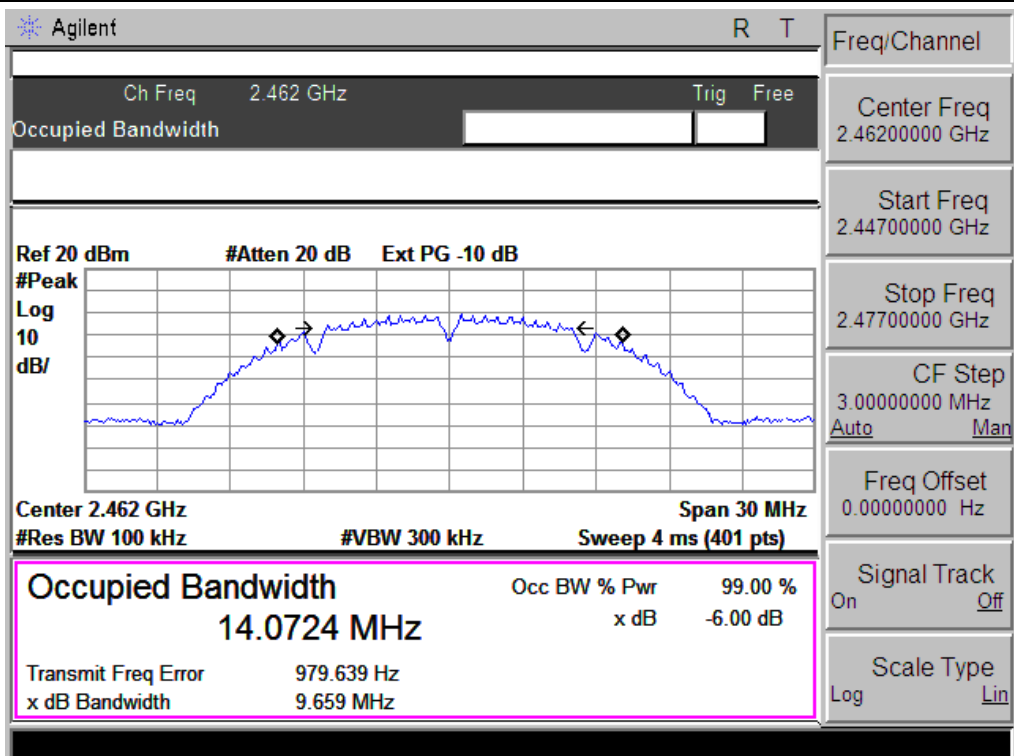 Agilent R T
Ch Freq 2.462 GHz Trig Free
Occupied Bandwidth
Ref 20 dBm #Atten 20 dB Ext PG -10 dB
#Peak
Log
10
dB/
Center 2.462 GHz Span 30 MHz
#Res BW 100 kHz #VBW 300 kHz Sweep 4 ms (401 pts)
Occupied Bandwidth Occ BW % Pwr 99.00 %
14.0724 MHz x dB -6.00 dB
Transmit Freq Error 979.639 Hz
x dB Bandwidth 9.659 MHz
Freq/Channel
Center Freq
2.46200000 GHz
Start Freq
2.44700000 GHz
Stop Freq
2.47700000 GHz
CF Step
3.00000000 MHz
Auto Man
Freq Offset
0.00000000 Hz
Signal Track
On Off
Scale Type
Log Lin